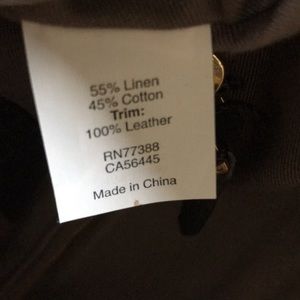 55% Linen
45% Cotton
Trim:
100% Leather
RN77388
CA56445
Made in China